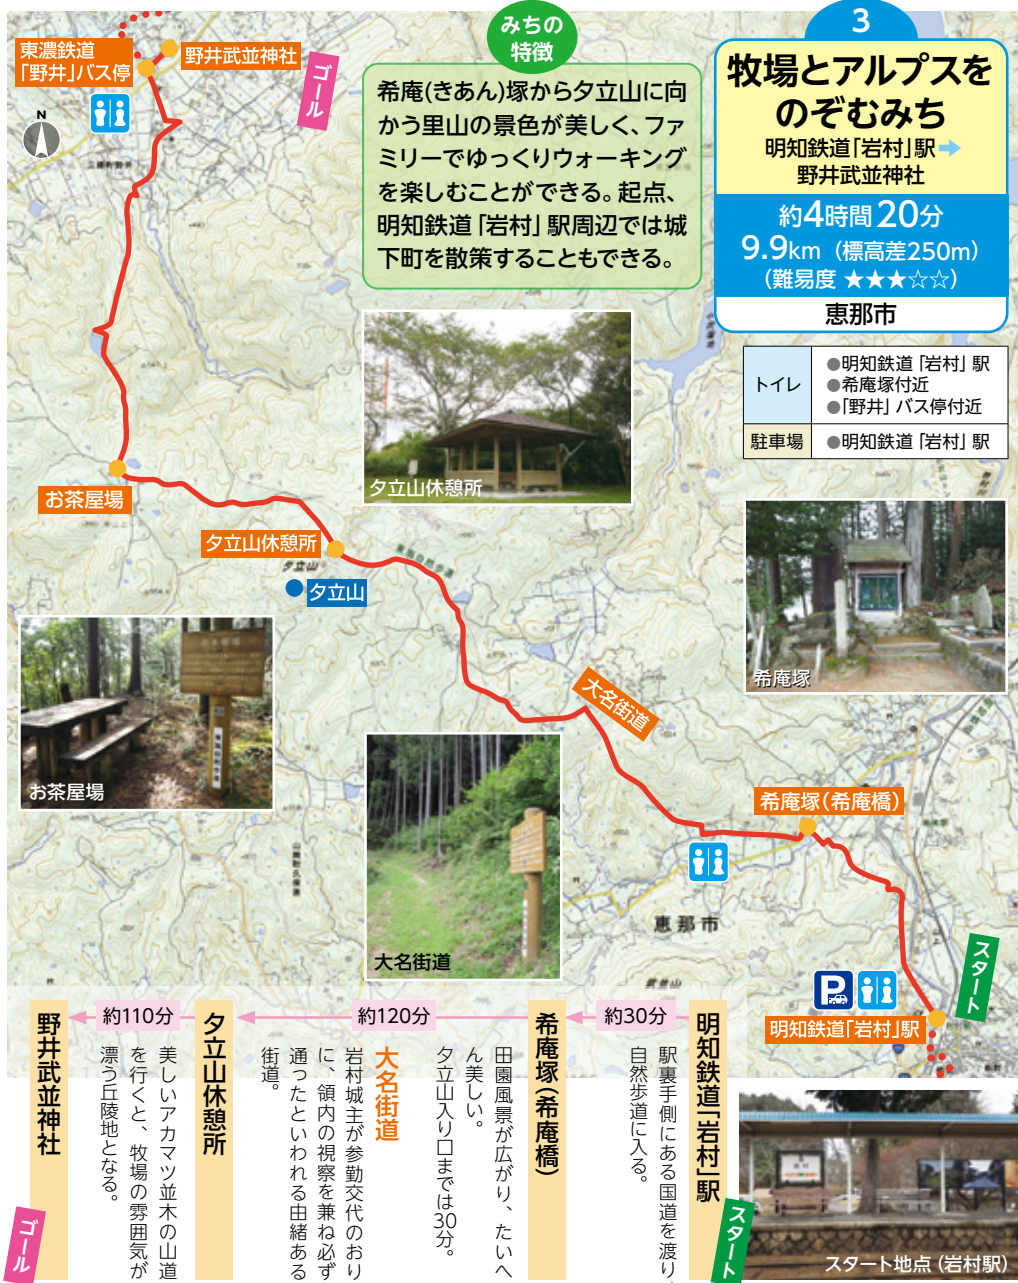 3
牧場とアルプスを
のぞむみち
明知鉄道「岩村」駅➡
野井武並神社
約4時間20分
9.9km（標高差250m）
（難易度 ★★★☆☆）
恵那市
みちの
特徴
希庵(きあん)塚から夕立山に向
かう里山の景色が美しく、ファ
ミリーでゆっくりウォーキング
を楽しむことができる。起点、
明知鉄道「岩村」駅周辺では城
下町を散策することもできる。
トイレ
●明知鉄道「岩村」駅
●希庵塚付近
●「野井」バス停付近
駐車場
●明知鉄道「岩村」駅
東濃鉄道
「野井」バス停
野井武並神社
ゴール
N
お茶屋場
夕立山休憩所
夕立山
夕立山
夕立山休憩所
お茶屋場
大名街道
大名街道
希庵塚
希庵塚（希庵橋）
恵那市
P
明知鉄道「岩村」駅
スタート
明知鉄道「岩村」駅
駅裏手側にある国道を渡り、
自然歩道に入る。
約30分
希庵塚（希庵橋）
田園風景が広がり、たいへ
ん美しい。
夕立山入り口までは30分。
約120分
大名街道
岩村城主が参勤交代のおり
に、領内の視察を兼ね必ず
通ったといわれる由緒ある
街道。
夕立山休憩所
約110分
美しいアカマツ並木の山道
を行くと、牧場の雰囲気が
漂う丘陵地となる。
野井武並神社
ゴール
スタート
スタート地点（岩村駅）